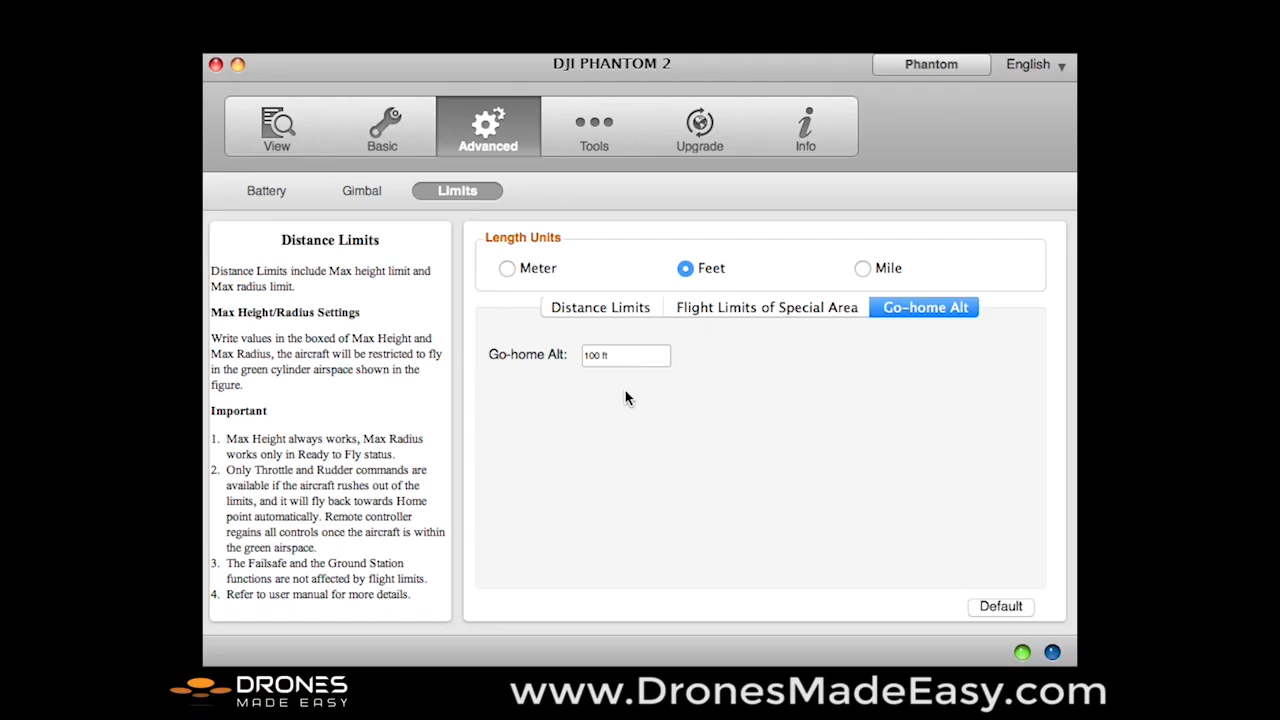 DJI PHANTOM 2
Phantom
English
View
Basic
Advanced
Tools
Upgrade
Info
Battery
Gimbal
Limits
Distance Limits
Distance Limits include Max height limit and
Max radius limit.
Max Height/Radius Settings
Write values in the boxed of Max Height and
Max Radius, the aircraft will be restricted to fly
in the green cylinder airspace shown in the
figure.
Important
1. Max Height always works, Max Radius
works only in Ready to Fly status.
2. Only Throttle and Rudder commands are
available if the aircraft rushes out of the
limits, and it will fly back towards Home
point automatically. Remote controller
regains all controls once the aircraft is within
the green airspace.
3. The Failsafe and the Ground Station
functions are not affected by flight limits.
4. Refer to user manual for more details.
Length Units
Meter
Feet
Mile
Distance Limits
Flight Limits of Special Area
Go-home Alt
Go-home Alt:
100 ft
Default
DRONES
MADE EASY
www.DronesMadeEasy.com